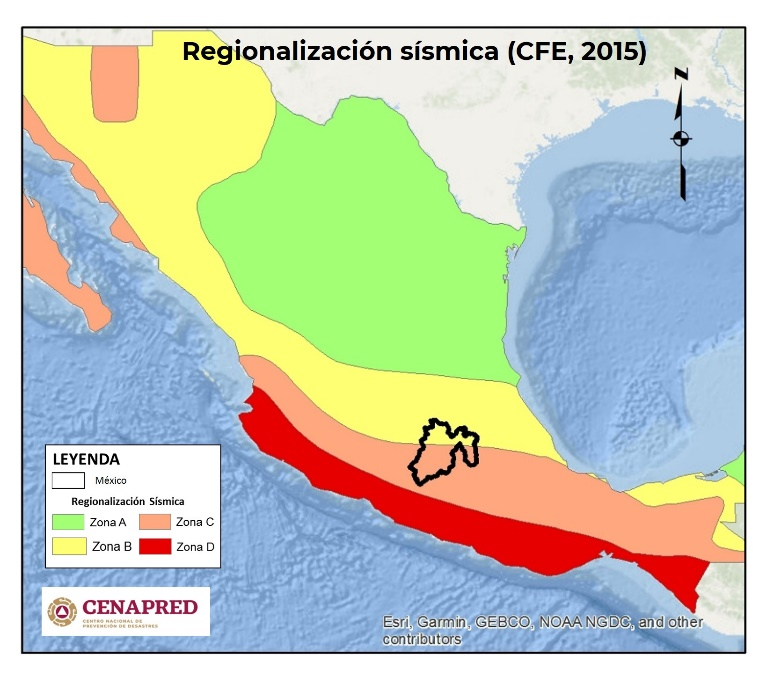 Regionalización sísmica (CFE, 2015)
N
LEYENDA
México
Regionalización Sísmica
Zona A
Zona C
Zona B
Zona D
CENAPRED
CENTRO NACIONAL DE
PREVENCIÓN DE DESASTRES
Esri, Garmin, GEBCO, NOAA NGDC, and other
contributors